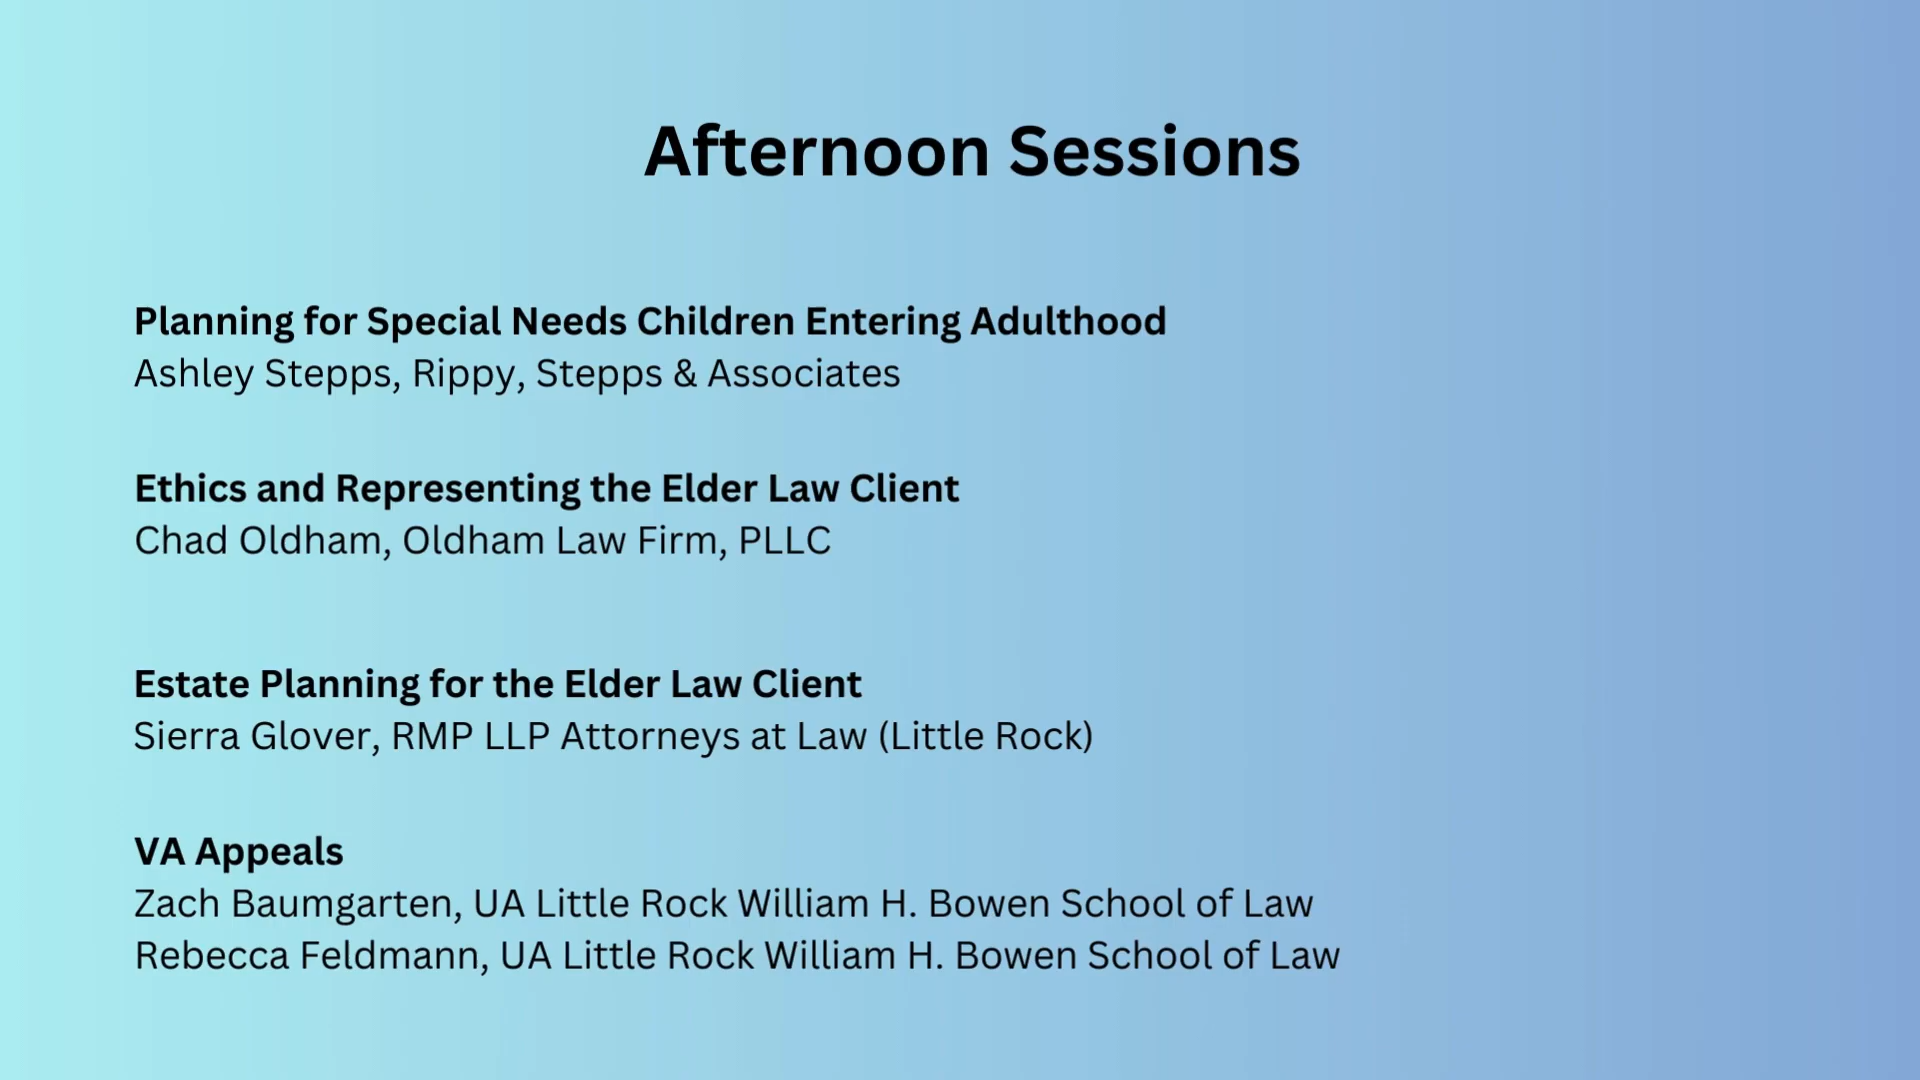 Afternoon Sessions
Planning for Special Needs Children Entering Adulthood
Ashley Stepps, Rippy, Stepps & Associates
Ethics and Representing the Elder Law Client
Chad Oldham, Oldham Law Firm, PLLC
Estate Planning for the Elder Law Client
Sierra Glover, RMP LLP Attorneys at Law (Little Rock)
VA Appeals
Zach Baumgarten, UA Little Rock William H. Bowen School of Law
Rebecca Feldmann, UA Little Rock William H. Bowen School of Law